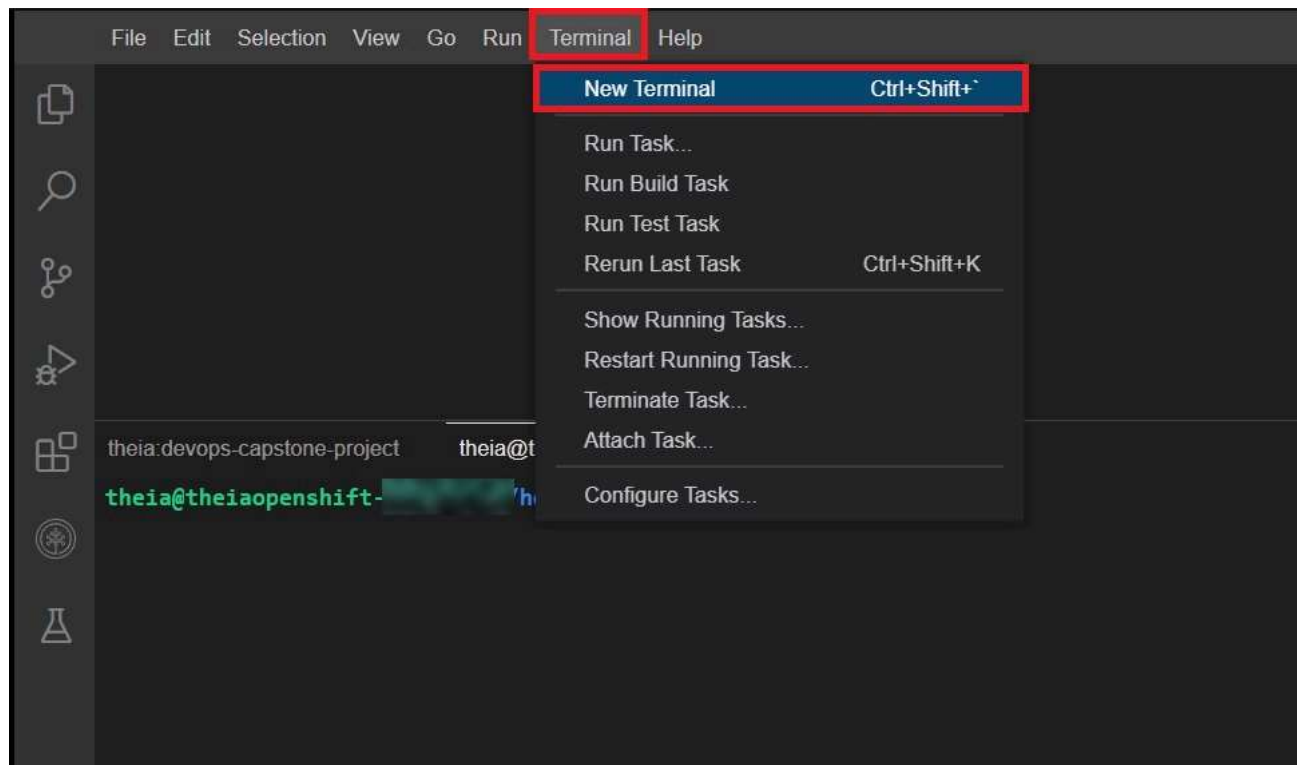 File Edit Selection View Go Run Terminal Help
New Terminal Ctrl+Shift+`
Run Task...
Run Build Task
Run Test Task
Rerun Last Task Ctrl+Shift+K
Show Running Tasks...
Restart Running Task...
Terminate Task...
Attach Task...
Configure Tasks...
theia:devops-capstone-project theia@t
theia@theiaopenshift- /h